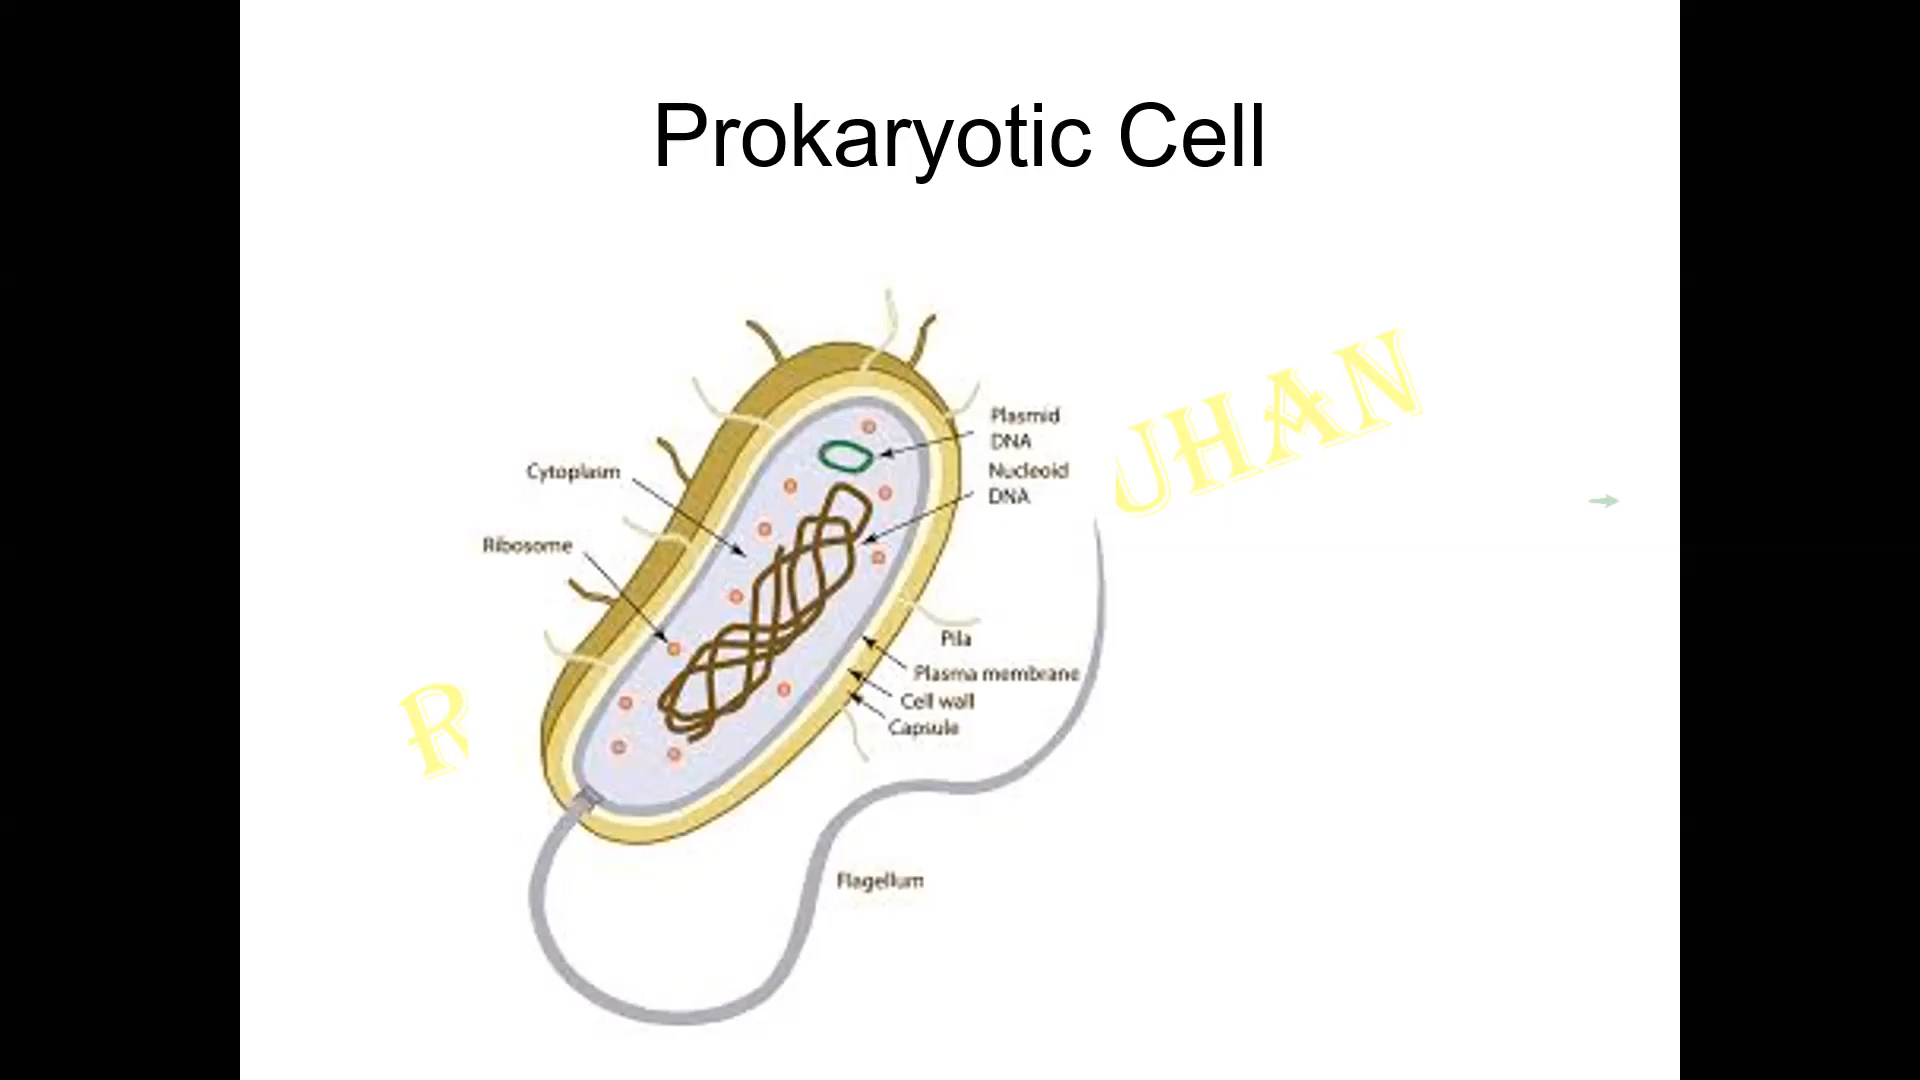 Prokaryotic Cell
Plasmid
DNA
Nucleoid
DNA
Cytoplasm
Ribosome
Pila
Plasma membrane
Cell wall
Capsule
Flagellum
R
UHAN